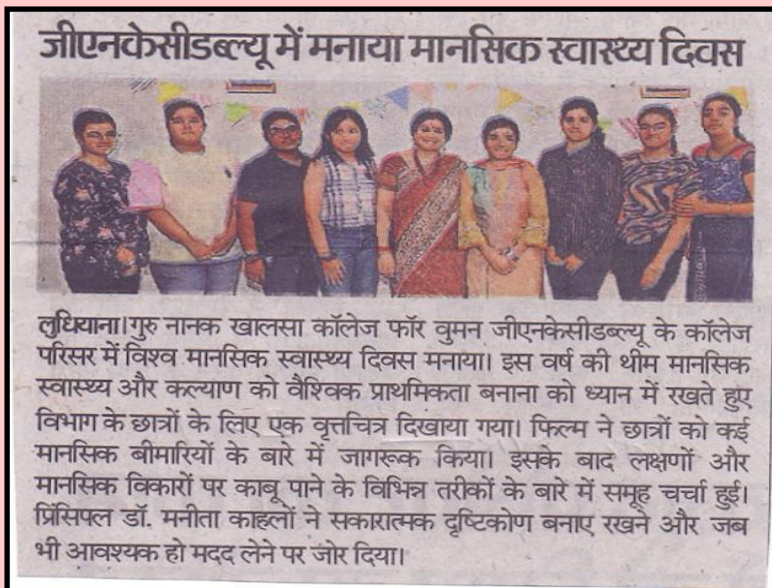 जीएनकेसीडब्ल्यू में मनाया मानसिक स्वास्थ्य दिवस
लुधियाना।गुरु नानक खालसा कॉलेज फॉर वुमन जीएनकेसीडब्ल्यू के कॉलेज
परिसर में विश्व मानसिक स्वास्थ्य दिवस मनाया। इस वर्ष की थीम मानसिक
स्वास्थ्य और कल्याण को वैश्विक प्राथमिकता बनाना को ध्यान में रखते हुए
विभाग के छात्रों के लिए एक वृत्तचित्र दिखाया गया। फिल्म ने छात्रों को कई
मानसिक बीमारियों के बारे में जागरूक किया। इसके बाद लक्षणों और
मानसिक विकारों पर काबू पाने के विभिन्न तरीकों के बारे में समूह चर्चा हुई।
प्रिंसिपल डॉ. मनीता काहलों ने सकारात्मक दृष्टिकोण बनाए रखने और जब
भी आवश्यक हो मदद लेने पर जोर दिया।